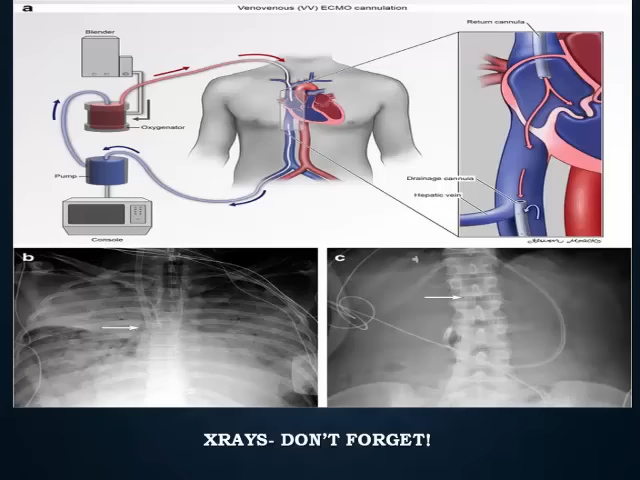 a
Venovenous (VV) ECMO cannulation
Return cannula
Blender
Oxygenator
Pump
Drainage cannula
Hepatic vein
Console
b
c
XRAYS- DON'T FORGET!